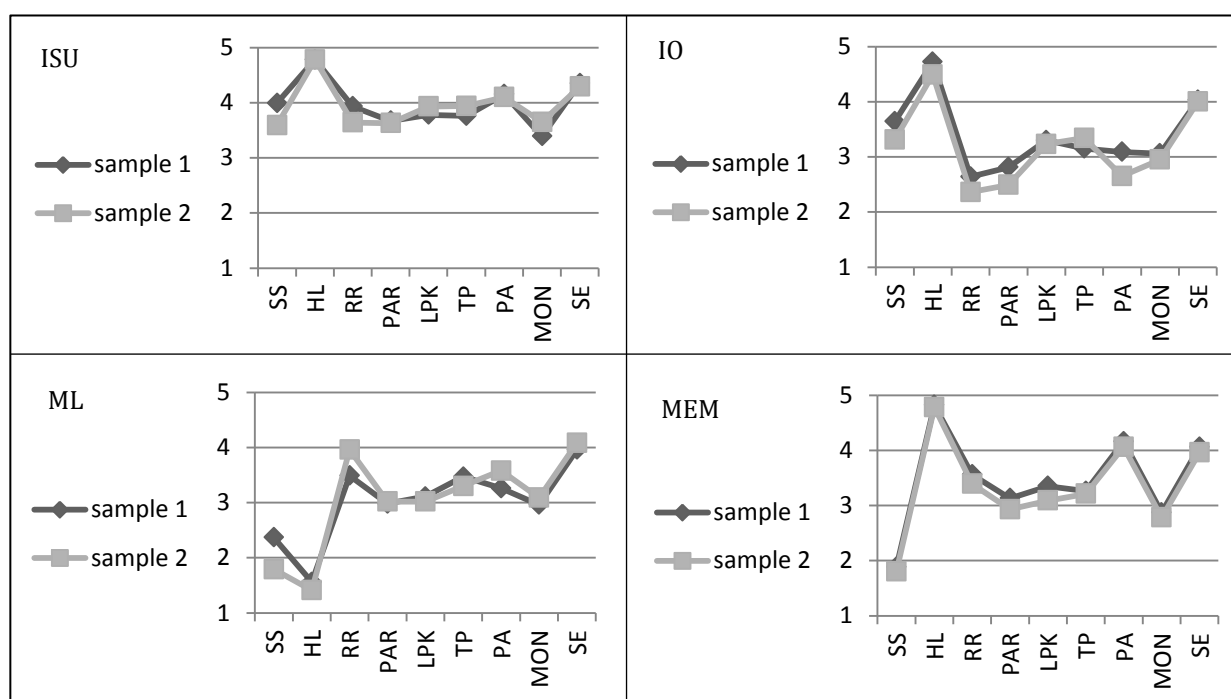 ISU
5
4
3
2
1
sample 1
sample 2
SS
HL
RR
PAR
LPK
TP
PA
MON
SE
IO
5
4
3
2
1
sample 1
sample 2
SS
HL
RR
PAR
LPK
TP
PA
MON
SE
ML
5
4
3
2
1
sample 1
sample 2
SS
HL
RR
PAR
LPK
TP
PA
MON
SE
MEM
5
4
3
2
1
sample 1
sample 2
SS
HL
RR
PAR
LPK
TP
PA
MON
SE